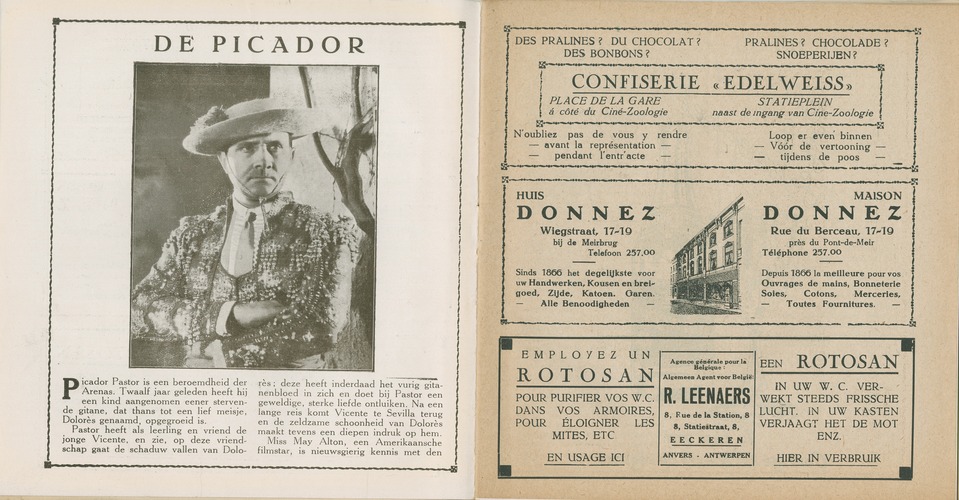 DE PICADOR
Picador Pastor is een beroemdheid der
Arenas. Twaalf jaar geleden heeft hij
een kind aangenomen eener sterven-
de gitane, dat thans tot een lief meisje,
Dolorès genaamd, opgegroeid is.
Pastor heeft als leerling en vriend de
jonge Vicente, en zie, op deze vriend-
schap gaat de schaduw vallen van Dolo-
rès; deze heeft inderdaad het vurig gita-
nenbloed in zich en doet bij Pastor een
geweldige, sterke liefde ontluiken. Na een
lange reis komt Vicente te Sevilla terug
en de zeldzame schoonheid van Dolorès
maakt tevens een diepen indruk op hem.
Miss May Alton, een Amerikaansche
filmstar, is nieuwsgierig kennis met den
DES PRALINES? DU CHOCOLAT?
DES BONBONS?
PRALINES? CHOCOLADE?
SNOEPERIJEN?
CONFISERIE « EDELWEISS »
PLACE DE LA GARE
à côté du Ciné-Zoologie
STATIEPLEIN
naast de ingang van Cine-Zoologie
N'oubliez pas de vous y rendre
— avant la représentation —
— pendant l'entr'acte —
Loop er even binnen
— Vóór de vertooning —
— tijdens de poos —
HUIS
DONNEZ
Wiegstraat, 17-19
bij de Meirbrug
Telefoon 257.00
Sinds 1866 het degelijkste voor
uw Handwerken, Kousen en brei-
goed, Zijde, Katoen. Garen.
— Alle Benoodigheden —
MAISON
DONNEZ
Rue du Berceau, 17-19
près du Pont-de-Meir
Téléphone 257.00
Depuis 1866 la meilleure pour vos
Ouvrages de mains, Bonneterie
Soies, Cotons, Merceries,
— Toutes Fournitures. —
EMPLOYEZ UN
ROTOSAN
POUR PURIFIER VOS W.C.
DANS VOS ARMOIRES,
POUR ÉLOIGNER LES
MITES, ETC
EN USAGE ICI
Agence générale pour la
Belgique:
Algemeen Agent voor België:
R. LEENAERS
8, Rue de la Station, 8
8, Statiestraat, 8,
EECKEREN
ANVERS - ANTWERPEN
EEN ROTOSAN
IN UW W. C. VER-
WEKT STEEDS FRISSCHE
LUCHT. IN UW KASTEN
VERJAAGT HET DE MOT
ENZ.
HIER IN VERBRUIK